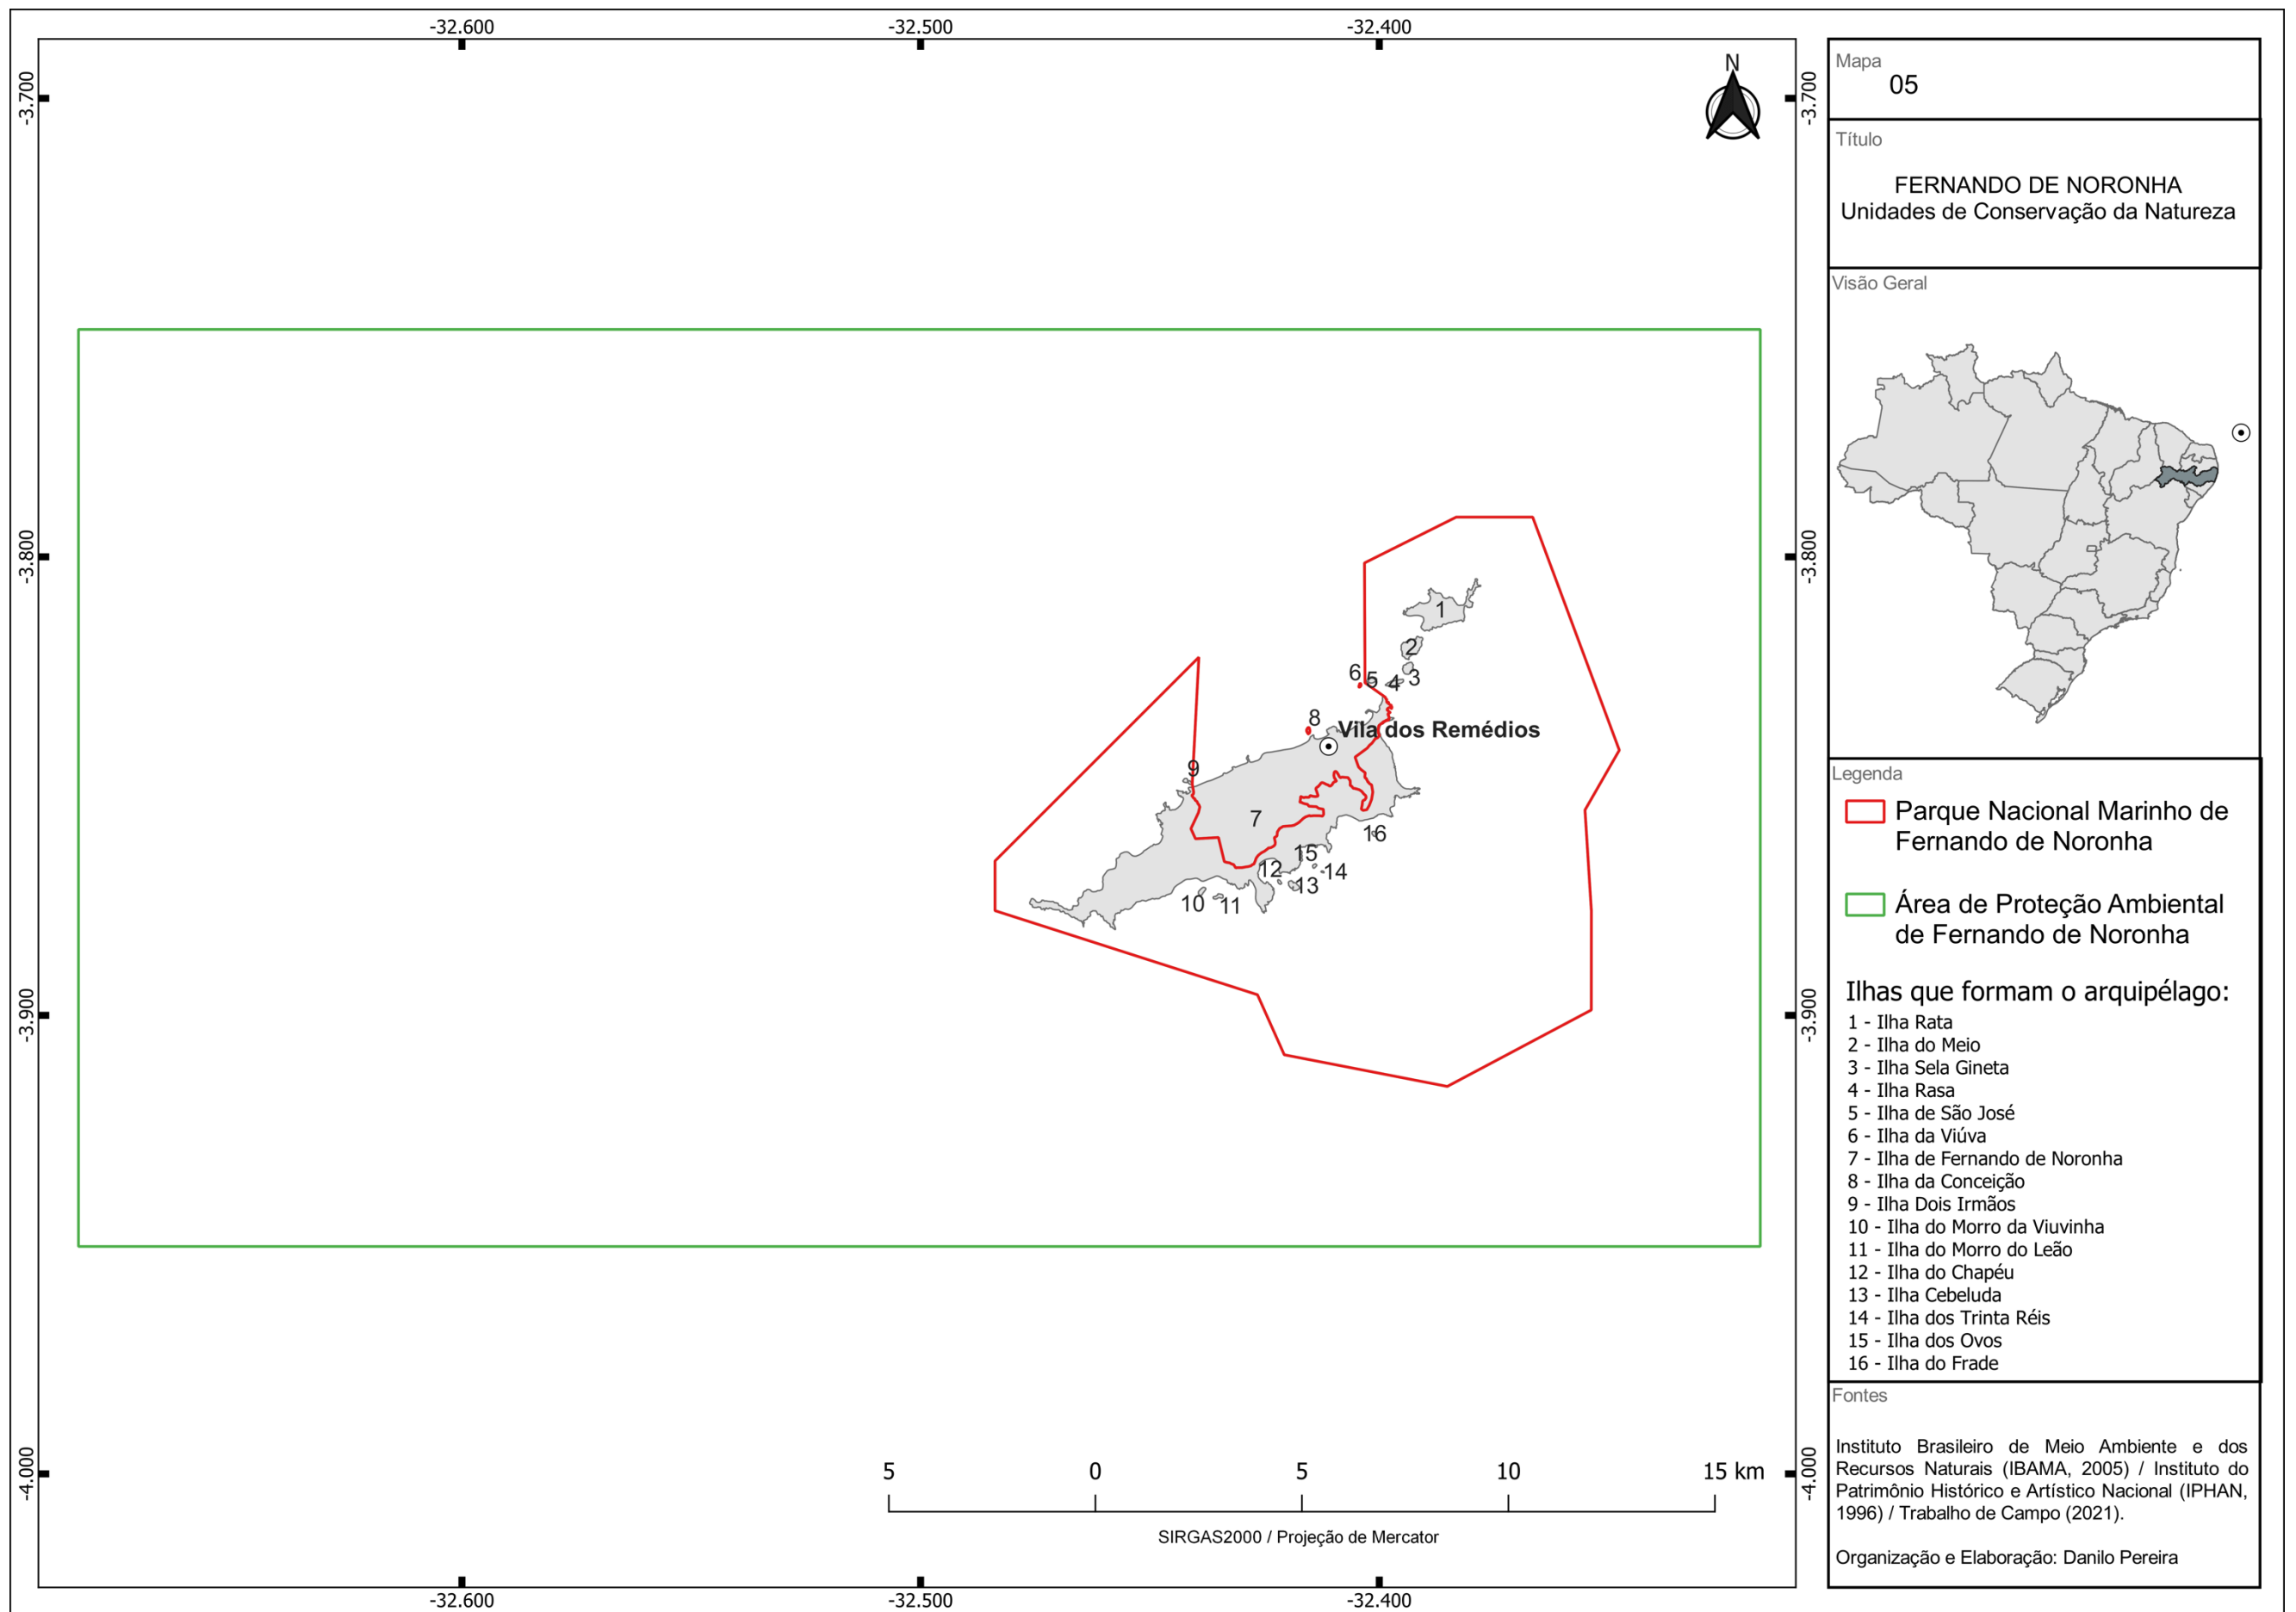 -32.600
-32.500
-32.400
-3.700
-3.700
N
-3.800
-3.800
1
2
3
4
5
6
8
Vila dos Remédios
9
7
16
15
12
14
13
10
11
-3.900
-3.900
-4.000
-4.000
5 0 5 10 15 km
SIRGAS2000 / Projeção de Mercator
-32.600
-32.500
-32.400
Mapa
05
Título
FERNANDO DE NORONHA
Unidades de Conservação da Natureza
Visão Geral
Legenda
Parque Nacional Marinho de
Fernando de Noronha
Área de Proteção Ambiental
de Fernando de Noronha
Ilhas que formam o arquipélago:
1 - Ilha Rata
2 - Ilha do Meio
3 - Ilha Sela Gineta
4 - Ilha Rasa
5 - Ilha de São José
6 - Ilha da Viúva
7 - Ilha de Fernando de Noronha
8 - Ilha da Conceição
9 - Ilha Dois Irmãos
10 - Ilha do Morro da Viuvinha
11 - Ilha do Morro do Leão
12 - Ilha do Chapéu
13 - Ilha Cebeluda
14 - Ilha dos Trinta Réis
15 - Ilha dos Ovos
16 - Ilha do Frade
Fontes
Instituto Brasileiro de Meio Ambiente e dos
Recursos Naturais (IBAMA, 2005) / Instituto do
Patrimônio Histórico e Artístico Nacional (IPHAN,
1996) / Trabalho de Campo (2021).
Organização e Elaboração: Danilo Pereira